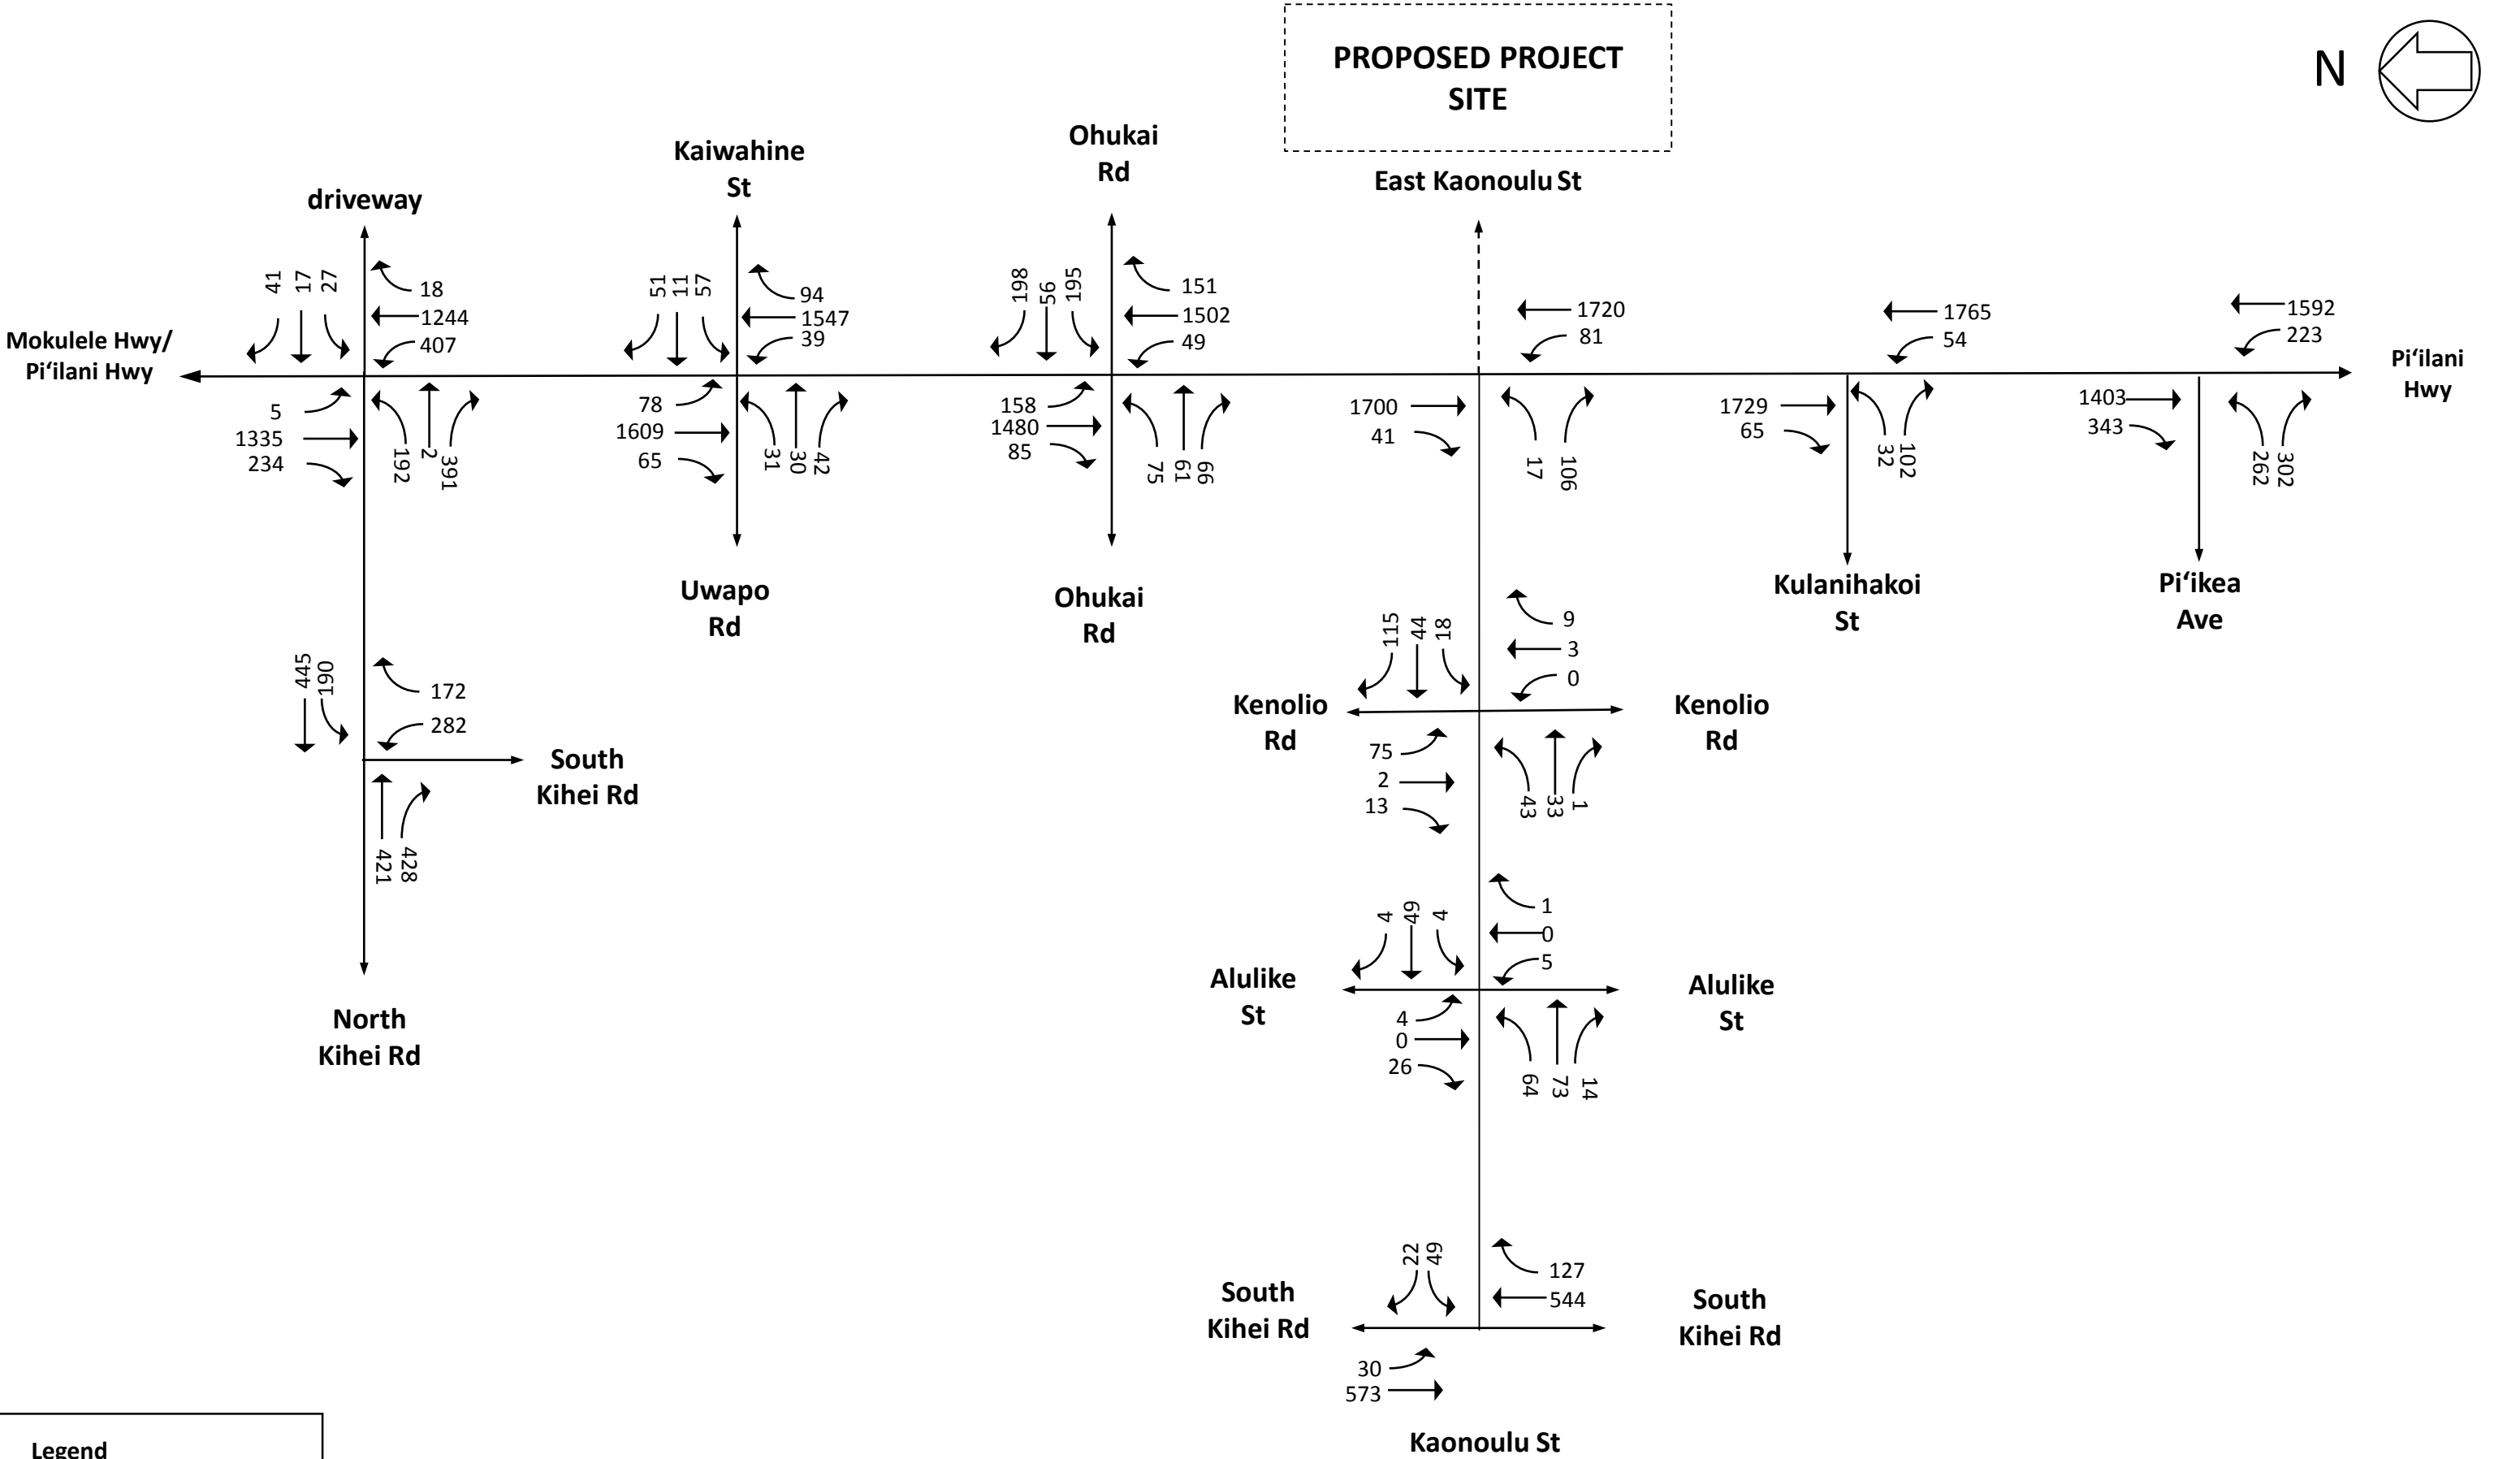 PROPOSED PROJECT
SITE
N
East Kaonoulu St
Ohukai
Rd
Kaiwahine
St
driveway
Mokulele Hwy/
Pi‘ilani Hwy
41
17
27
18
1244
407
5
1335
234
192
2
391
51
11
57
94
1547
39
78
1609
65
31
30
42
198
56
195
151
1502
49
158
1480
85
75
61
66
1720
81
1700
41
17
106
1765
54
1729
65
32
102
1592
223
1403
343
262
302
Pi‘ilani
Hwy
Uwapo
Rd
Ohukai
Rd
Kulanihakoi
St
Pi‘ikea
Ave
445
190
172
282
421
428
South
Kihei Rd
North
Kihei Rd
115
44
18
9
3
0
Kenolio
Rd
Kenolio
Rd
75
2
13
43
33
1
4
49
4
1
0
5
Alulike
St
Alulike
St
4
0
26
64
73
14
22
49
127
544
South
Kihei Rd
South
Kihei Rd
30
573
Kaonoulu St
Legend